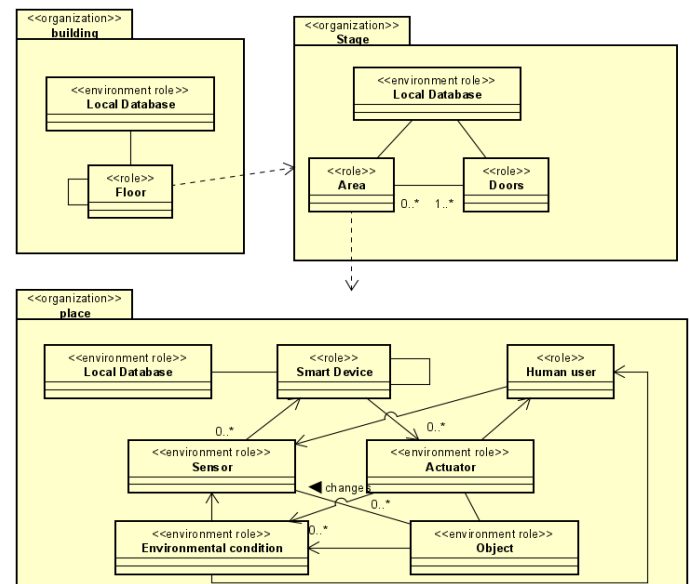 <<organization>>
building
<<environment role>>
Local Database
<<role>>
Floor
<<organization>>
Stage
<<environment role>>
Local Database
<<role>>
Area
<<role>>
Doors
0..*
1..*
<<organization>>
place
<<environment role>>
Local Database
<<role>>
Smart Device
<<role>>
Human user
0..*
0..*
<<environment role>>
Sensor
<<environment role>>
Actuator
changes
0..*
0..*
<<environment role>>
Environmental condition
<<environment role>>
Object